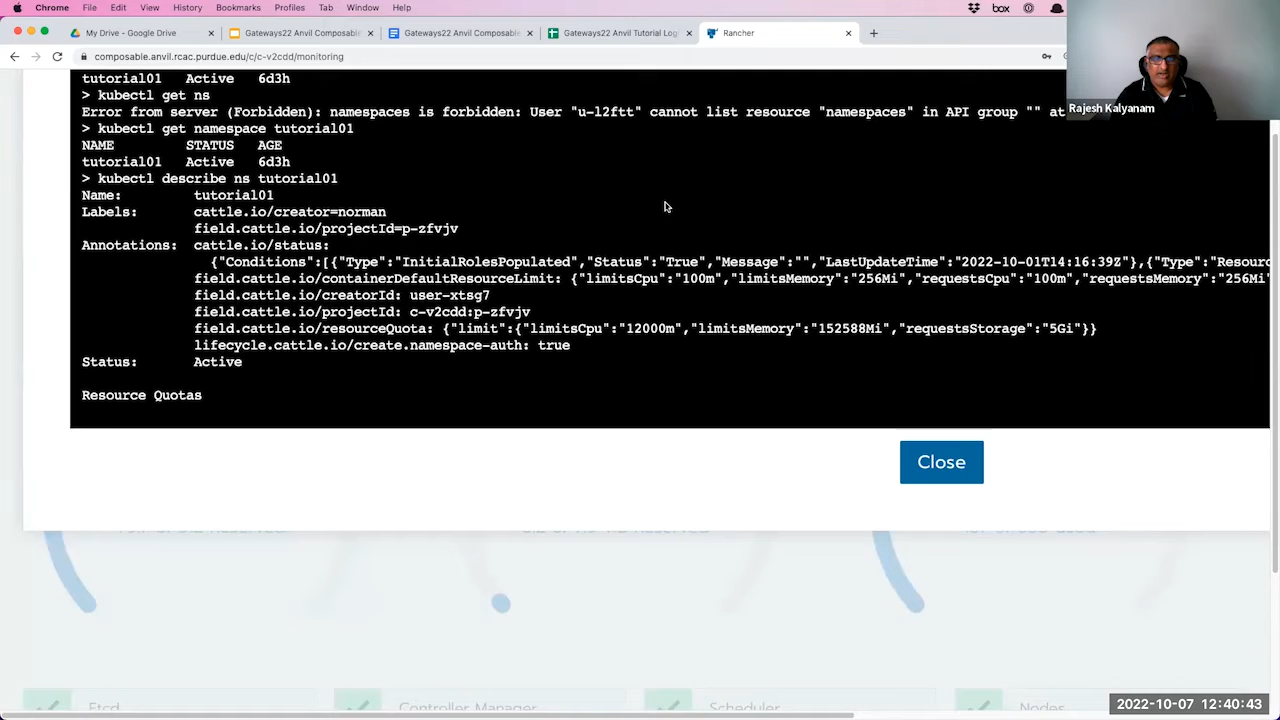 Chrome File Edit View History Bookmarks Profiles Tab Window Help box
My Drive - Google Drive × Gateways22 Anvil Composable × Gateways22 Anvil Composable × Gateways22 Anvil Tutorial Logi × Rancher × +
composable.anvil.rcac.purdue.edu/c/c-v2cdd/monitoring
Rajesh Kalyanam
tutorial01 Active 6d3h
> kubectl get ns
Error from server (Forbidden): namespaces is forbidden: User "u-l2ftt" cannot list resource "namespaces" in API group "" at
> kubectl get namespace tutorial01
NAME STATUS AGE
tutorial01 Active 6d3h
> kubectl describe ns tutorial01
Name: tutorial01
Labels: cattle.io/creator=norman
field.cattle.io/projectId=p-zfvjv
Annotations: cattle.io/status:
{"Conditions":[{"Type":"InitialRolesPopulated","Status":"True","Message":"","LastUpdateTime":"2022-10-01T14:16:39Z"},{"Type":"Resourc
field.cattle.io/containerDefaultResourceLimit: {"limitsCpu":"100m","limitsMemory":"256Mi","requestsCpu":"100m","requestsMemory":"256Mi"
field.cattle.io/creatorId: user-xtsg7
field.cattle.io/projectId: c-v2cdd:p-zfvjv
field.cattle.io/resourceQuota: {"limit":{"limitsCpu":"12000m","limitsMemory":"152588Mi","requestsStorage":"5Gi"}}
lifecycle.cattle.io/create.namespace-auth: true
Status: Active
Resource Quotas
Close
Etcd Controller Manager Scheduler Nodes
2022-10-07 12:40:43